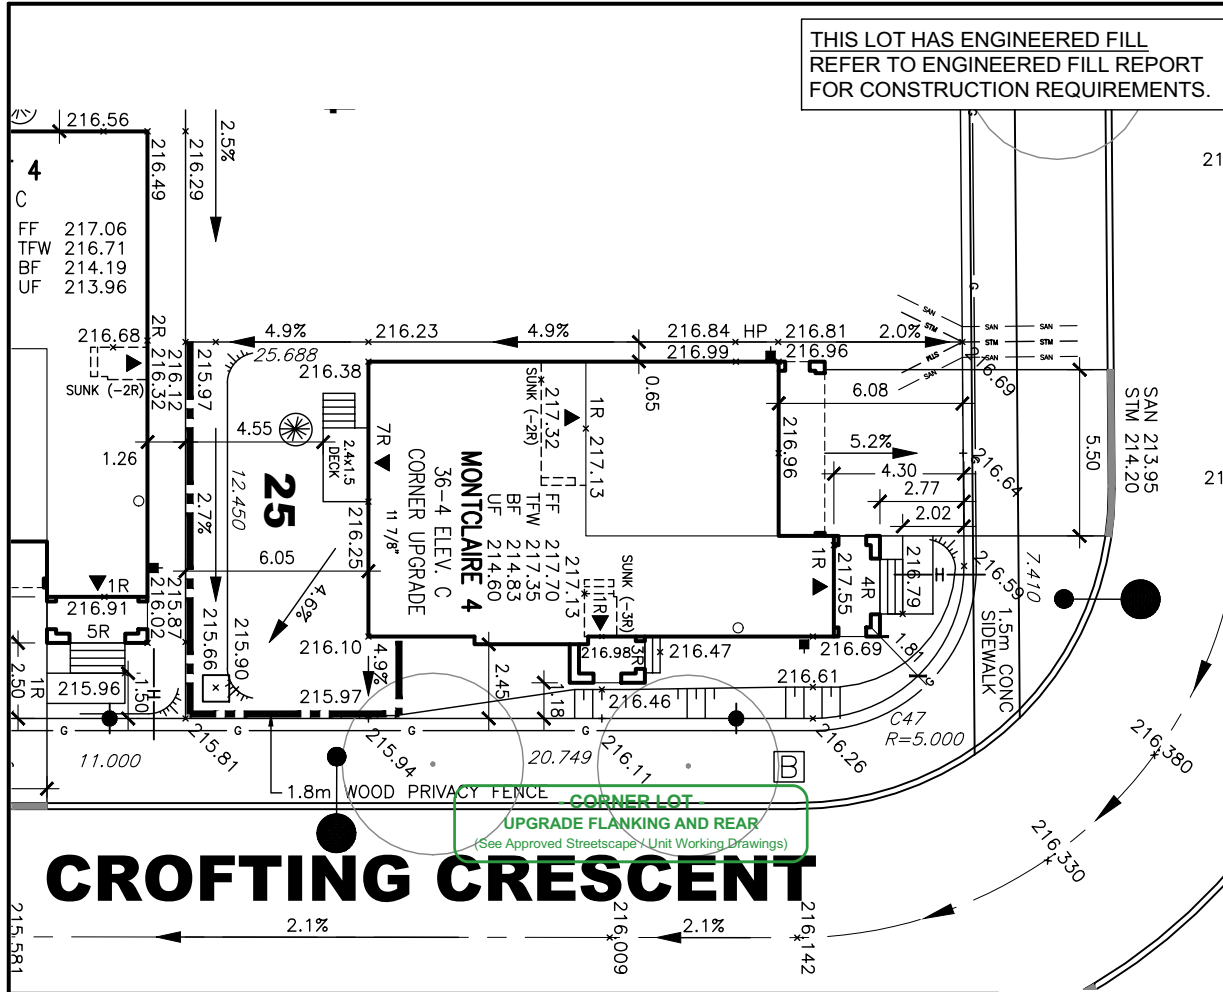 THIS LOT HAS ENGINEERED FILL
REFER TO ENGINEERED FILL REPORT
FOR CONSTRUCTION REQUIREMENTS.
216.56
216.49
216.29
2.5%
4
C
FF 217.06
TFW 216.71
BF 214.19
UF 213.96
216.68
2R
SUNK (-2R)
216.32
216.12
215.97
4.9%
25.688
216.23
216.38
4.9%
216.84
HP
216.81
2.0%
216.99
216.96
SAN
STM
SAN
SAN
STM
SAN
SAN
STM
SAN
216.69
G
0.65
6.08
SAN 213.95
STM 214.20
5.50
4.55
1.26
12.450
2.7%
25
2.4x1.5
DECK
7R
SUNK (-2R)
217.32
1R
217.13
216.96
5.2%
4.30
2.77
2.02
216.64
MONTCLAIRE 4
36-4 ELEV. C
CORNER UPGRADE
11 7/8"
FF 217.70
TFW 217.35
BF 214.83
UF 214.60
217.13
SUNK (-3R)
1R
216.25
6.05
4.6%
1R
217.55
4R
216.79
H
216.59
7.410
1.5m CONC
SIDEWALK
1R
216.91
5R
216.02
215.87
215.66
215.90
216.10
4.9%
2.45
216.98
3R
216.47
216.69
1.81
2.50
1R
215.96
1.50
H
215.97
1.18
216.46
216.61
G
C47
R=5.000
G
G
G
G
11.000
215.81
215.94
20.749
216.11
216.26
B
216.380
216.330
1.8m WOOD PRIVACY FENCE
- CORNER LOT -
UPGRADE FLANKING AND REAR
(See Approved Streetscape / Unit Working Drawings)
CROFTING CRESCENT
215.581
2.1%
216.009
2.1%
216.142